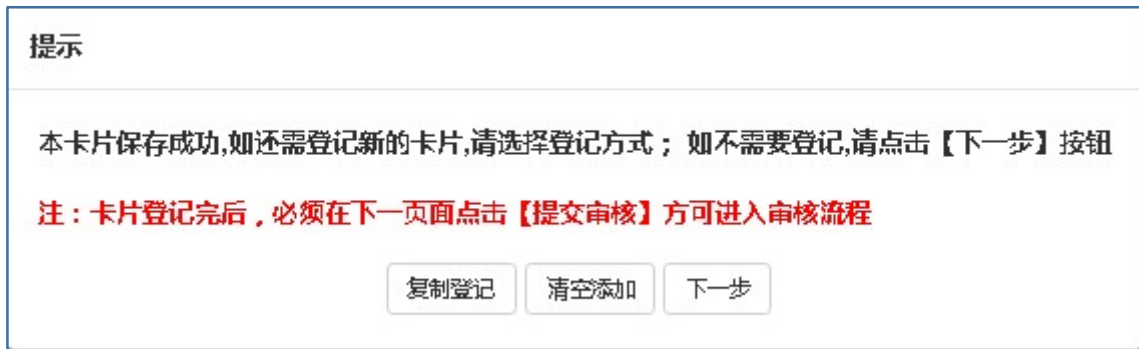 提示
本卡片保存成功,如还需登记新的卡片,请选择登记方式； 如不需要登记,请点击【下一步】按钮
注：卡片登记完后，必须在下一页面点击【提交审核】方可进入审核流程
复制登记 清空添加 下一步